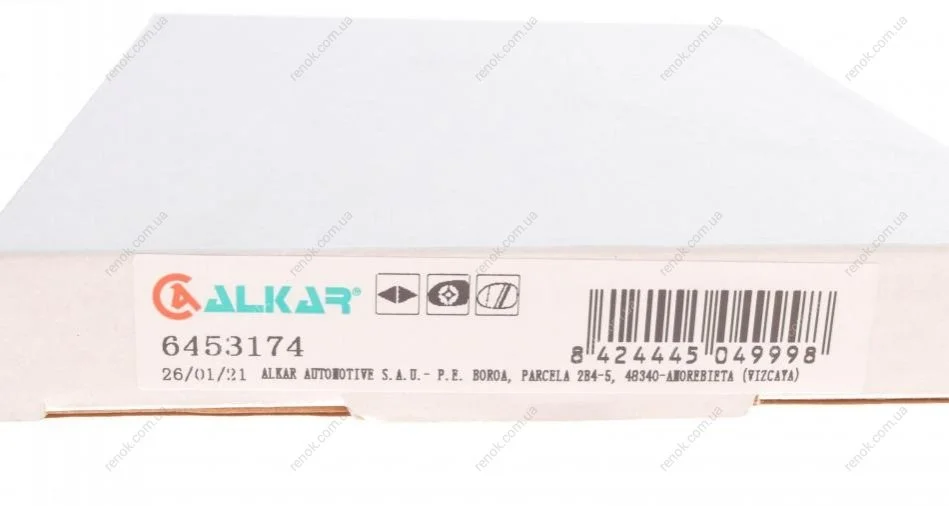 ALKAR®
6453174
8 424445 049998
26/01/21 ALKAR AUTOMOTIVE S.A.U.- P.E. BOROA, PARCELA 2B4-5, 48340-AMOREBIETA (VIZCAYA)
renok.com.ua